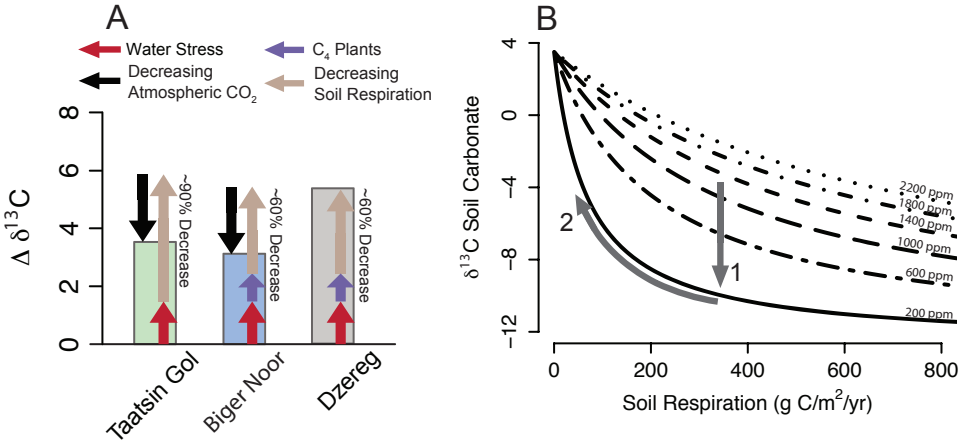 A
Water Stress
C₄ Plants
Decreasing
Atmospheric CO₂
Decreasing
Soil Respiration
Δ δ¹³C
8
6
4
2
0
~90% Decrease
~60% Decrease
~60% Decrease
Taatsin Gol
Biger Noor
Dzereg
B
δ¹³C Soil Carbonate
4
0
−4
−8
−12
2200 ppm
1800 ppm
1400 ppm
1000 ppm
600 ppm
200 ppm
1
2
0
200
400
600
800
Soil Respiration (g C/m²/yr)